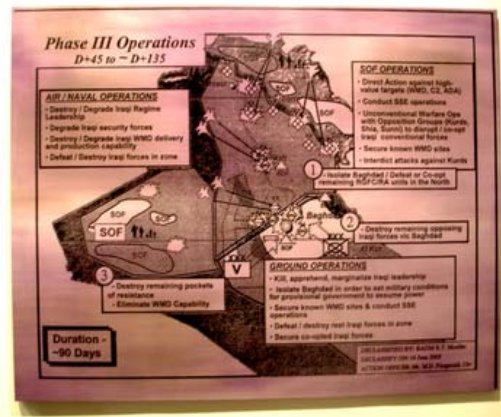 Phase III Operations
D+45 to ~ D+135
AIR / NAVAL OPERATIONS
• Destroy / Degrade Iraqi Regime
Leadership
• Degrade Iraqi security forces
• Destroy / Degrade Iraqi WMD delivery
and production capability
• Defeat / Destroy Iraqi forces in zone
SOF OPERATIONS
• Direct Action against high-
value targets (WMD, C2, ADA)
• Conduct SSE operations
• Unconventional Warfare Ops
with Opposition Groups (Kurds,
Shia, Sunni) to disrupt / co-opt
Iraqi conventional forces
• Secure known WMD sites
• Interdict attacks against Kurds
SOF
1
• Isolate Baghdad / Defeat or Co-opt
remaining RGFC/RA units in the North
Baghdad
2
• Destroy remaining opposing
Iraqi forces vic Baghdad
SOF
SOF
SOF
SOF
3
• Destroy remaining pockets
of resistance
• Eliminate WMD Capability
XXX
V
XXX
GROUND OPERATIONS
• Kill, apprehend, marginalize Iraqi leadership
• Isolate Baghdad in order to set military conditions
for provisional government to assume power
• Secure known WMD sites & conduct SSE
operations
• Defeat / destroy rest Iraqi forces in zone
• Secure co-opted Iraqi forces
Duration -
~90 Days